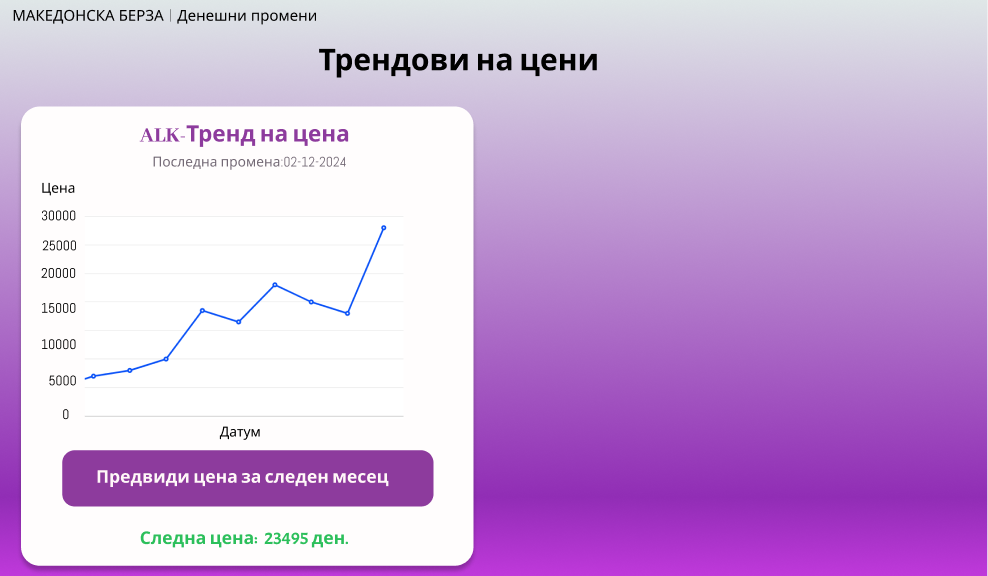 МАКЕДОНСКА БЕРЗА | Денешни промени
Трендови на цени
ALK-Тренд на цена
Последна промена:02-12-2024
Цена
30000
25000
20000
15000
10000
5000
0
Датум
Предвиди цена за следен месец
Следна цена: 23495 ден.